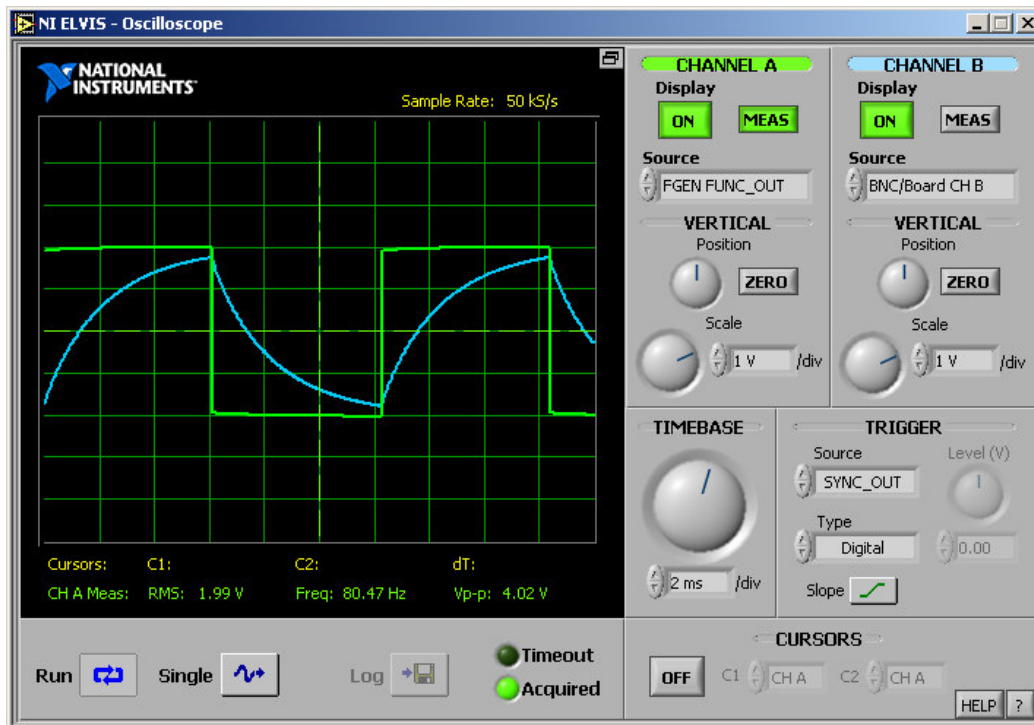 NI ELVIS - Oscilloscope
NATIONAL
INSTRUMENTS™
Sample Rate: 50 kS/s
Cursors: C1: C2: dT:
CH A Meas: RMS: 1.99 V Freq: 80.47 Hz Vp-p: 4.02 V
Run
Single
Log
Timeout
Acquired
CHANNEL A
Display
ON MEAS
Source
FGEN FUNC_OUT
VERTICAL
Position
ZERO
Scale
1 V /div
CHANNEL B
Display
ON MEAS
Source
BNC/Board CH B
VERTICAL
Position
ZERO
Scale
1 V /div
TIMEBASE
2 ms /div
TRIGGER
Source Level (V)
SYNC_OUT
Type
Digital 0.00
Slope
CURSORS
OFF C1 CH A C2 CH A
HELP ?